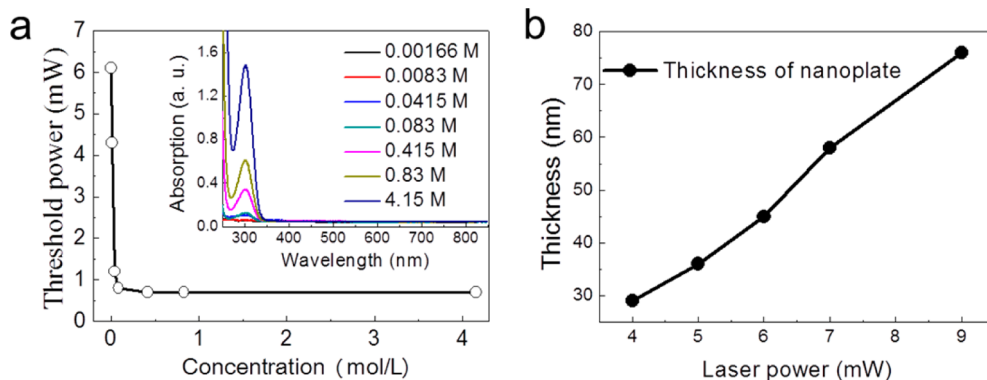 a
Threshold power (mW)
7
6
5
4
3
2
1
0
0 1 2 3 4
Concentration (mol/L)
Absorption (a. u.)
1.6
1.2
0.8
0.4
0.0
300 400 500 600 700 800
Wavelength (nm)
0.00166 M
0.0083 M
0.0415 M
0.083 M
0.415 M
0.83 M
4.15 M
b
Thickness (nm)
80
70
60
50
40
30
4 5 6 7 8 9
Laser power (mW)
Thickness of nanoplate